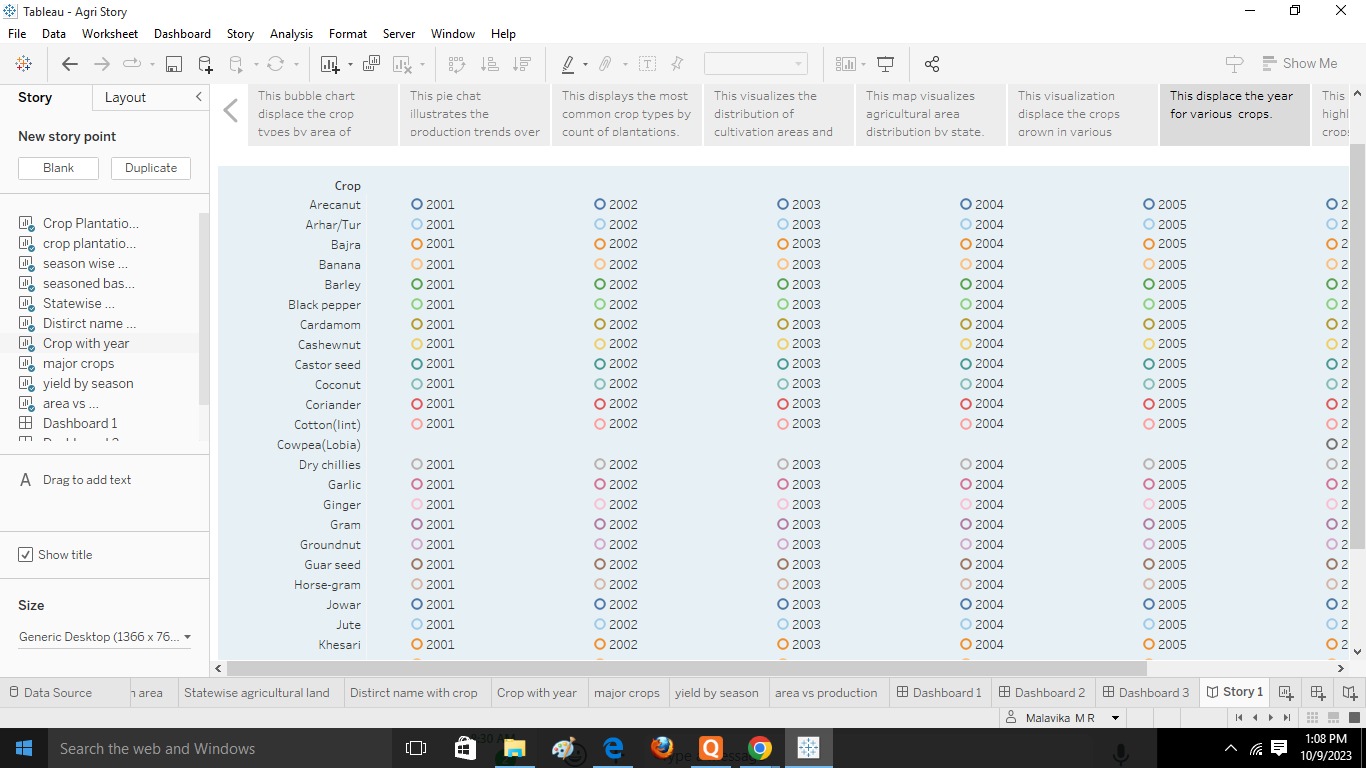 Tableau - Agri Story
File Data Worksheet Dashboard Story Analysis Format Server Window Help
Show Me
Story Layout
New story point
Blank Duplicate
Crop Plantatio...
crop plantatio...
season wise ...
seasoned bas...
Statewise ...
Distirct name ...
Crop with year
major crops
yield by season
area vs ...
Dashboard 1
A Drag to add text
Show title
Size
Generic Desktop (1366 x 76...
This bubble chart
displace the crop
types by area of
This pie chat
illustrates the
production trends over
This displays the most
common crop types by
count of plantations.
This visualizes the
distribution of
cultivation areas and
This map visualizes
agricultural area
distribution by state.
This visualization
displace the crops
grown in various
This displace the year
for various crops.
This
highl
crops
Crop
Arecanut 2001 2002 2003 2004 2005 2
Arhar/Tur 2001 2002 2003 2004 2005 2
Bajra 2001 2002 2003 2004 2005 2
Banana 2001 2002 2003 2004 2005 2
Barley 2001 2002 2003 2004 2005 2
Black pepper 2001 2002 2003 2004 2005 2
Cardamom 2001 2002 2003 2004 2005 2
Cashewnut 2001 2002 2003 2004 2005 2
Castor seed 2001 2002 2003 2004 2005 2
Coconut 2001 2002 2003 2004 2005 2
Coriander 2001 2002 2003 2004 2005 2
Cotton(lint) 2001 2002 2003 2004 2005 2
Cowpea(Lobia) 2
Dry chillies 2001 2002 2003 2004 2005 2
Garlic 2001 2002 2003 2004 2005 2
Ginger 2001 2002 2003 2004 2005 2
Gram 2001 2002 2003 2004 2005 2
Groundnut 2001 2002 2003 2004 2005 2
Guar seed 2001 2002 2003 2004 2005 2
Horse-gram 2001 2002 2003 2004 2005 2
Jowar 2001 2002 2003 2004 2005 2
Jute 2001 2002 2003 2004 2005 2
Khesari 2001 2002 2003 2004 2005 2
Data Source n area Statewise agricultural land Distirct name with crop Crop with year major crops yield by season area vs production Dashboard 1 Dashboard 2 Dashboard 3 Story 1
Malavika M R
Search the web and Windows
1:08 PM
10/9/2023